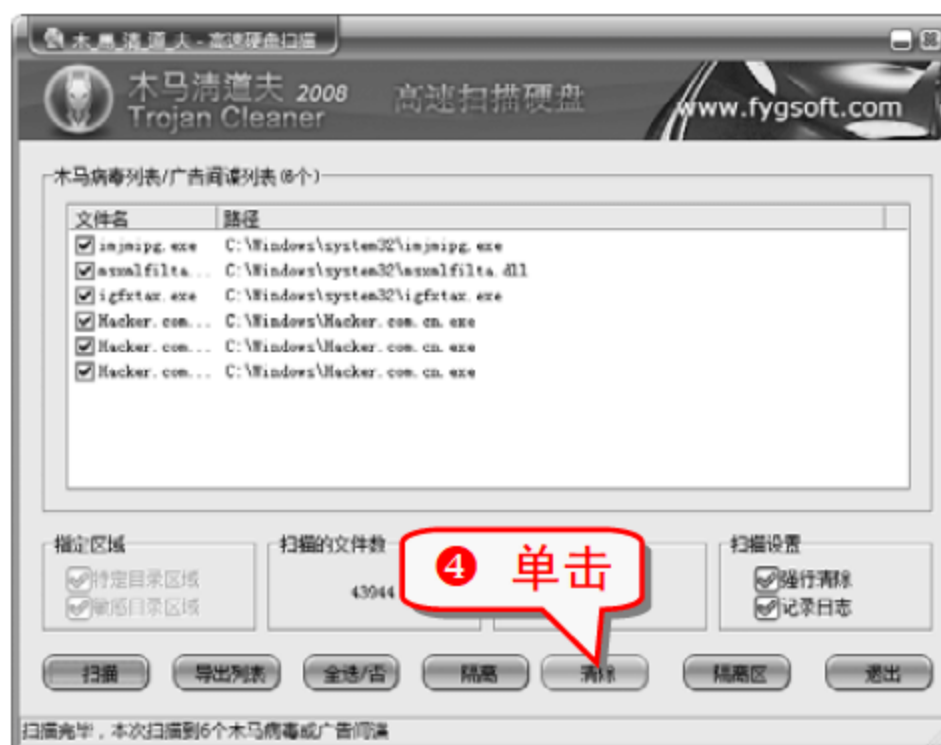 木_马_清_道_夫 - 高速硬盘扫描
木马清道夫 2008
Trojan Cleaner
高速扫描硬盘
www.fygsoft.com
木马病毒列表/广告间谍列表(6个)
文件名 路径
imjmipg.exe C:\Windows\system32\imjmipg.exe
msxmlfilta... C:\Windows\system32\msxmlfilta.dll
igfxtax.exe C:\Windows\system32\igfxtax.exe
Hacker.com... C:\Windows\Hacker.com.cn.exe
Hacker.com... C:\Windows\Hacker.com.cn.exe
Hacker.com... C:\Windows\Hacker.com.cn.exe
指定区域 扫描的文件数 扫描设置
特定目录区域 强行清除
43944
敏感目录区域 记录日志
❹ 单击
扫描 导出列表 全选/否 隔离 清除 隔离区 退出
扫描完毕，本次扫描到6个木马病毒或广告间谍